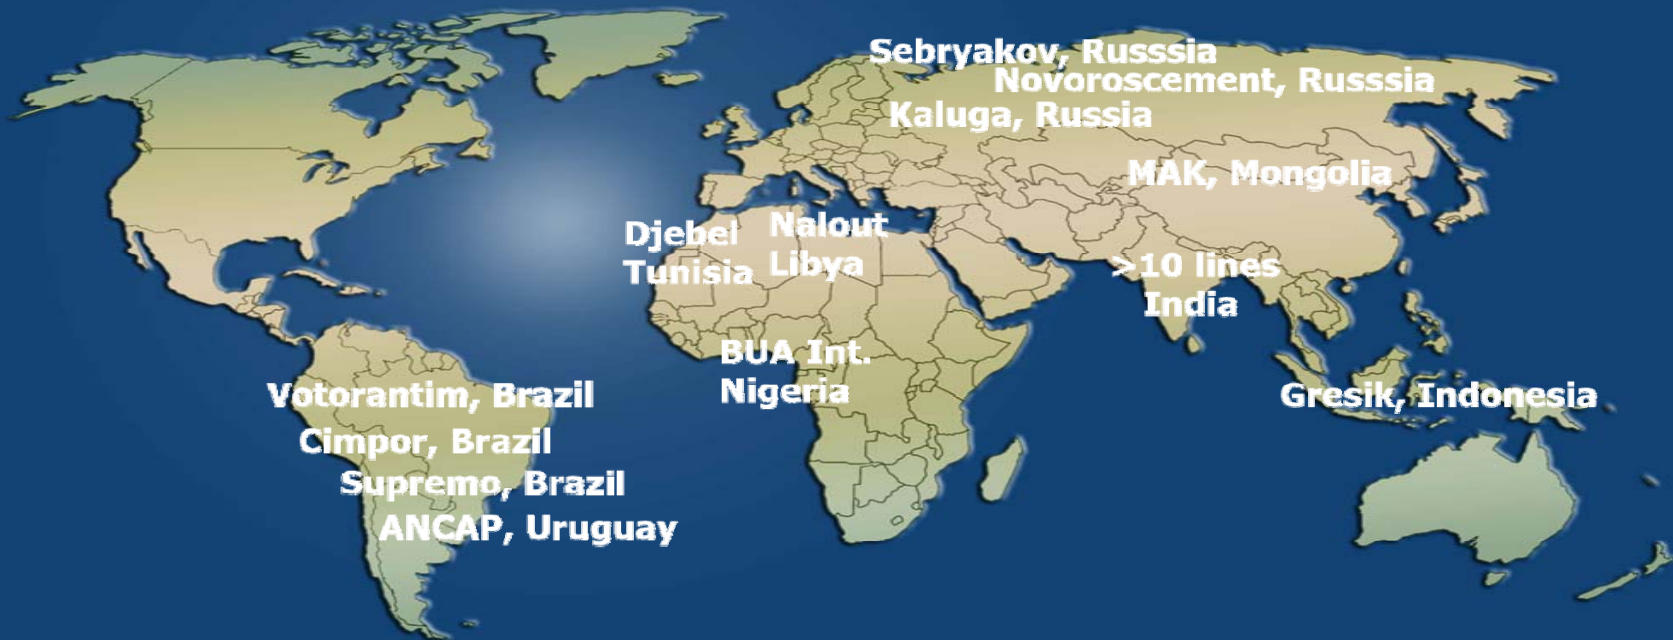 Sebryakov, Russsia
Novoroscement, Russsia
Kaluga, Russia
MAK, Mongolia
Djebel
Tunisia
Nalout
Libya
>10 lines
India
BUA Int.
Nigeria
Votorantim, Brazil
Gresik, Indonesia
Cimpor, Brazil
Supremo, Brazil
ANCAP, Uruguay